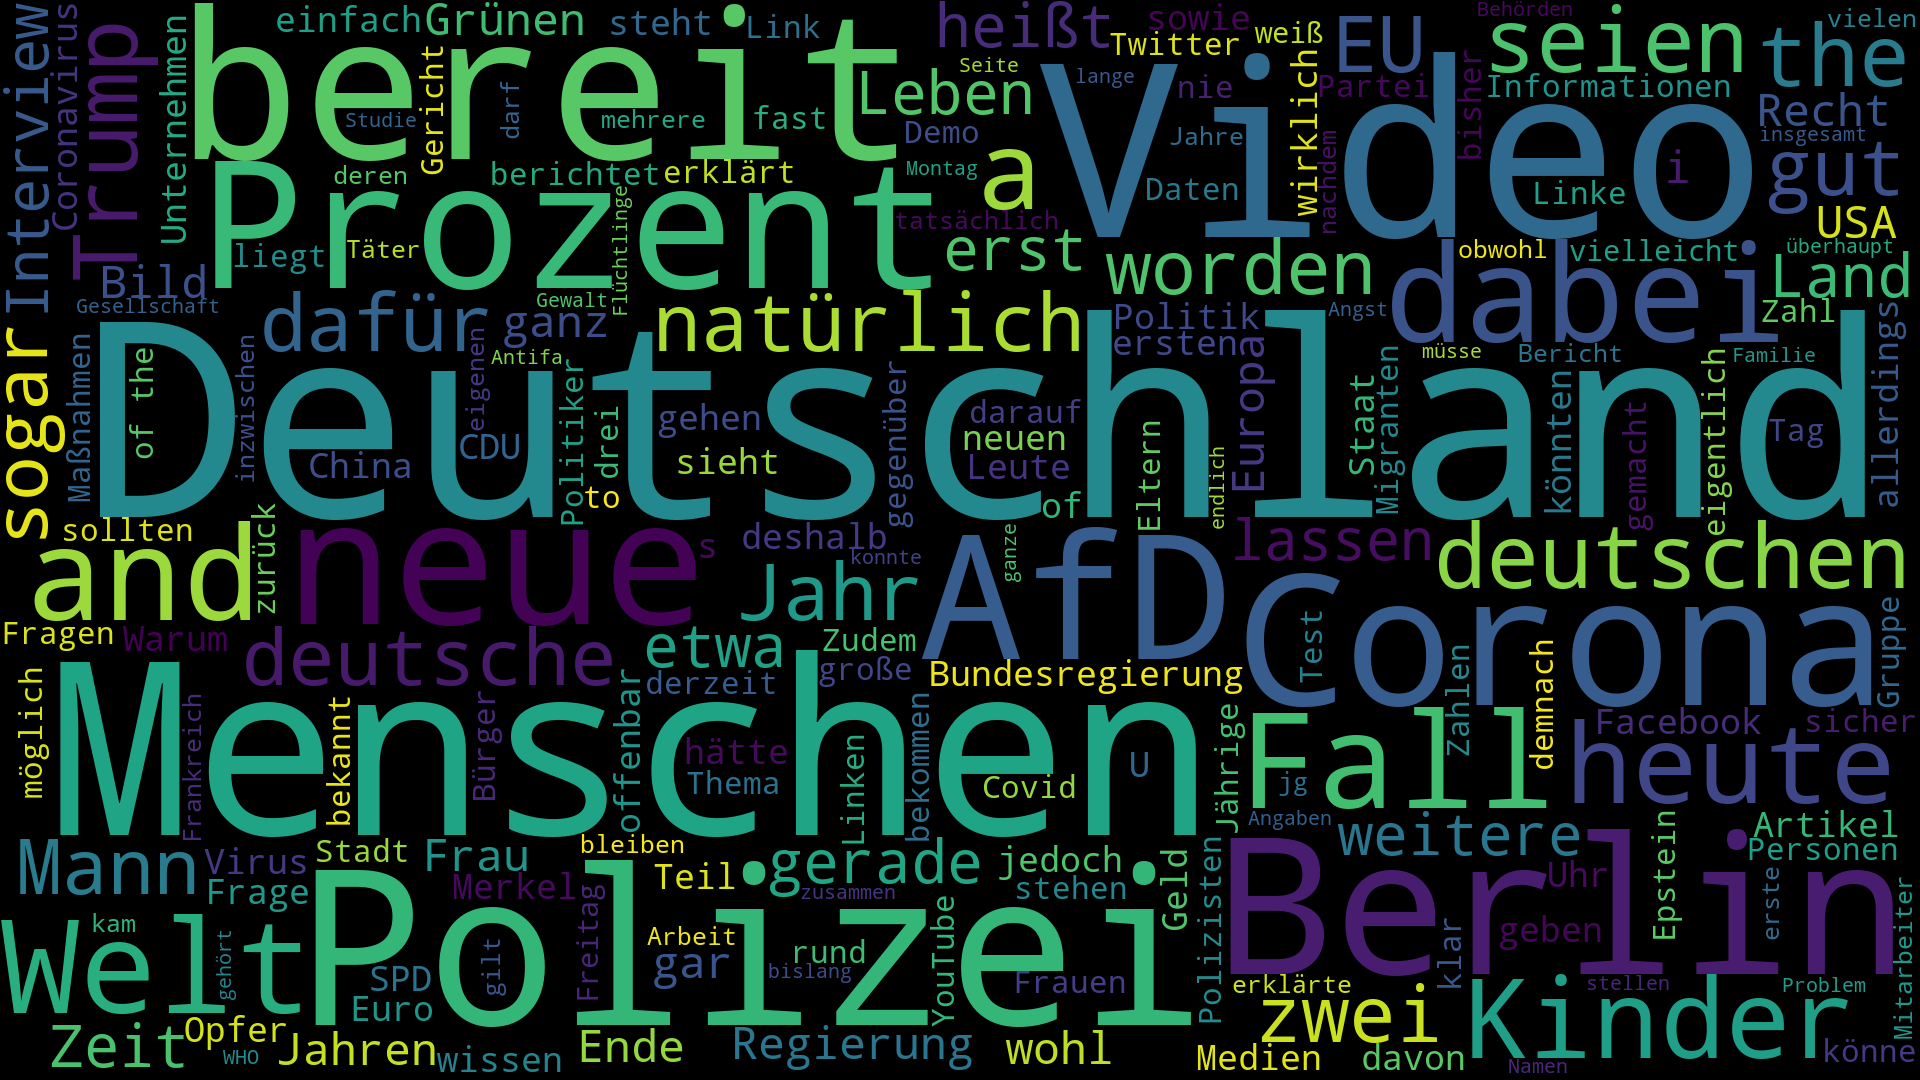 Interview
Coronavirus
Trump
Unternehmen
bereit
einfach
Grünen
steht
Link
heißt
sowie
Twitter
weiß
EU
Behörden
seien
the
vielen
Gericht
Studie
darf
mehrere
fast
Leben
Seite
Demo
Montag
a
Video
lange
nie
Jahre
Daten
wirklich
nachdem
Partei
bisher
Informationen
Linke
i
Recht
insgesamt
gut
USA
Prozent
deren
berichtet
erklärt
Täter
liegt
Flüchtlinge
tatsächlich
erst
worden
obwohl
vielleicht
überhaupt
Land
Bild
Gesellschaft
dafür
ganz
Gewalt
natürlich
Politik
ersten
Angst
dabei
Zahl
sogar
Maßnahmen
of the
inzwischen
Deutschland
eigenen
Antifa
Politiker
drei
CDU
China
gehen
sieht
gegenüber
darauf
neuen
Leute
Eltern
endlich
Europa
Staat
Migranten
müsse
Bericht
könnten
gemacht
eigentlich
Familie
Tag
allerdings
to
of
sollten
and
zurück
neue
s
deshalb
konnte
Jahr
ganze
AfD
lassen
deutschen
Corona
Fragen
Warum
deutsche
etwa
Zudem
große
derzeit
Bundesregierung
Test
Zahlen
demnach
Gruppe
möglich
Frankreich
bekannt
Bürger
offenbar
hätte
Thema
Linken
bekommen
Menschen
Covid
U
Jährige
jg
Fall
Facebook
sicher
heute
Angaben
Mann
Virus
Stadt
Frage
Frau
Merkel
bleiben
Teil
gerade
zusammen
jedoch
stehen
Geld
Polizisten
weitere
Epstein
Artikel
Personen
Berlin
Uhr
geben
klar
erste
Mitarbeiter
Welt
kam
gehört
Polizei
SPD
Euro
gilt
Freitag
Arbeit
gar
rund
bislang
YouTube
Frauen
erklärte
zwei
stellen
Problem
Kinder
könne
Zeit
Opfer
WHO
Jahren
wissen
Ende
Regierung
wohl
Medien
davon
Namen